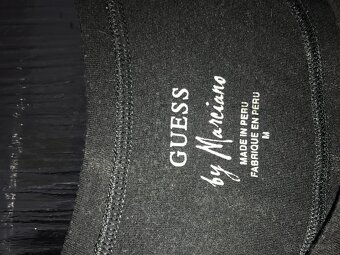 GUESS
by Marciano
MADE IN PERU
FABRIQUE EN PERU
M